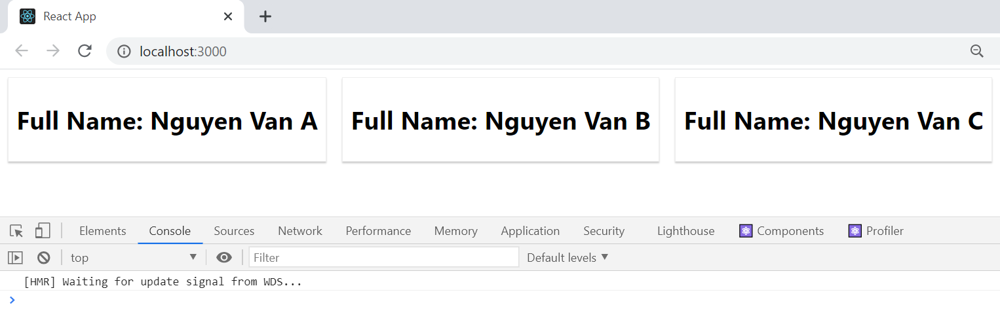 React App
localhost:3000
Full Name: Nguyen Van A Full Name: Nguyen Van B Full Name: Nguyen Van C
Elements Console Sources Network Performance Memory Application Security Lighthouse Components Profiler
top Filter Default levels
[HMR] Waiting for update signal from WDS...